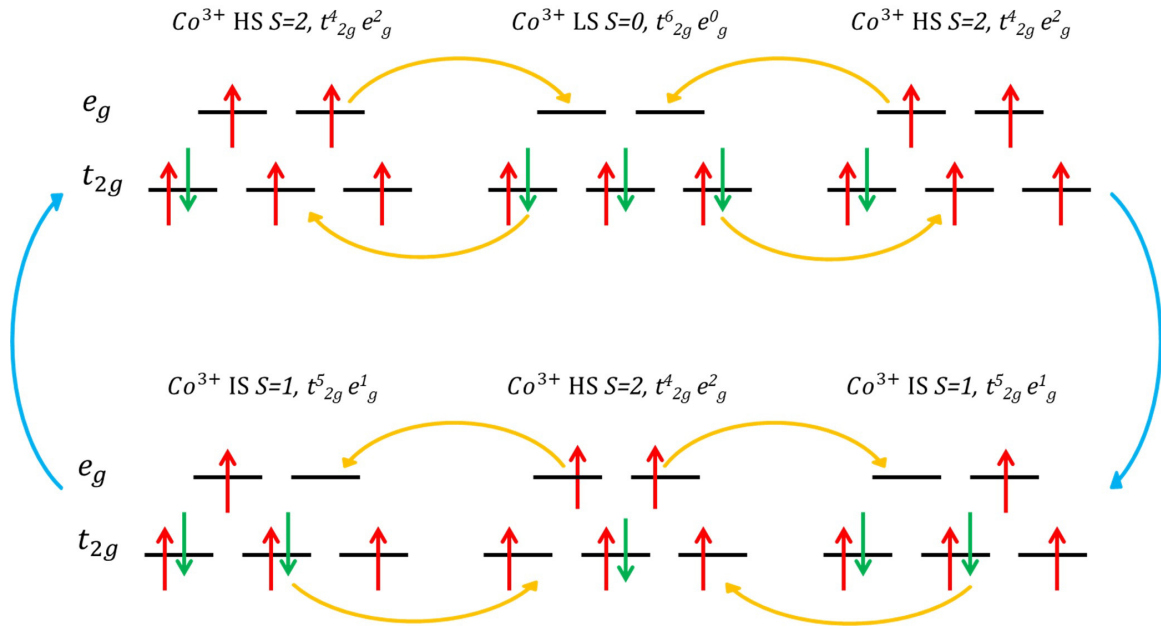 Co³⁺ HS S=2, t⁴₂g e²g Co³⁺ LS S=0, t⁶₂g e⁰g Co³⁺ HS S=2, t⁴₂g e²g
eg
t₂g
Co³⁺ IS S=1, t⁵₂g e¹g Co³⁺ HS S=2, t⁴₂g e²g Co³⁺ IS S=1, t⁵₂g e¹g
eg
t₂g